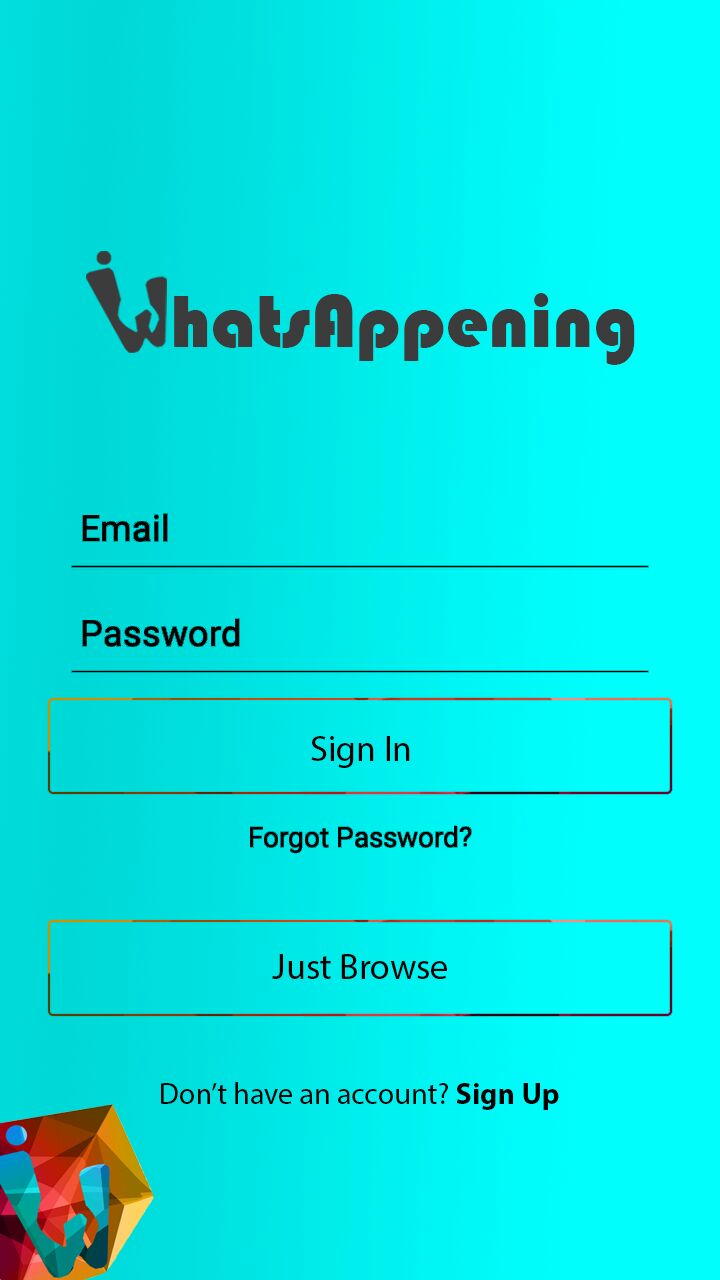 WhatsAppening
Email
Password
Sign In
Forgot Password?
Just Browse
Don’t have an account? Sign Up